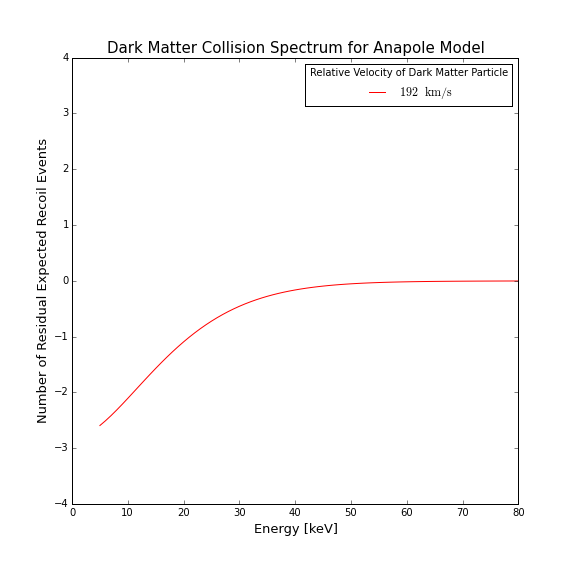 Dark Matter Collision Spectrum for Anapole Model
Relative Velocity of Dark Matter Particle
192 km/s
Number of Residual Expected Recoil Events
4
3
2
1
0
−1
−2
−3
−4
0 10 20 30 40 50 60 70 80
Energy [keV]